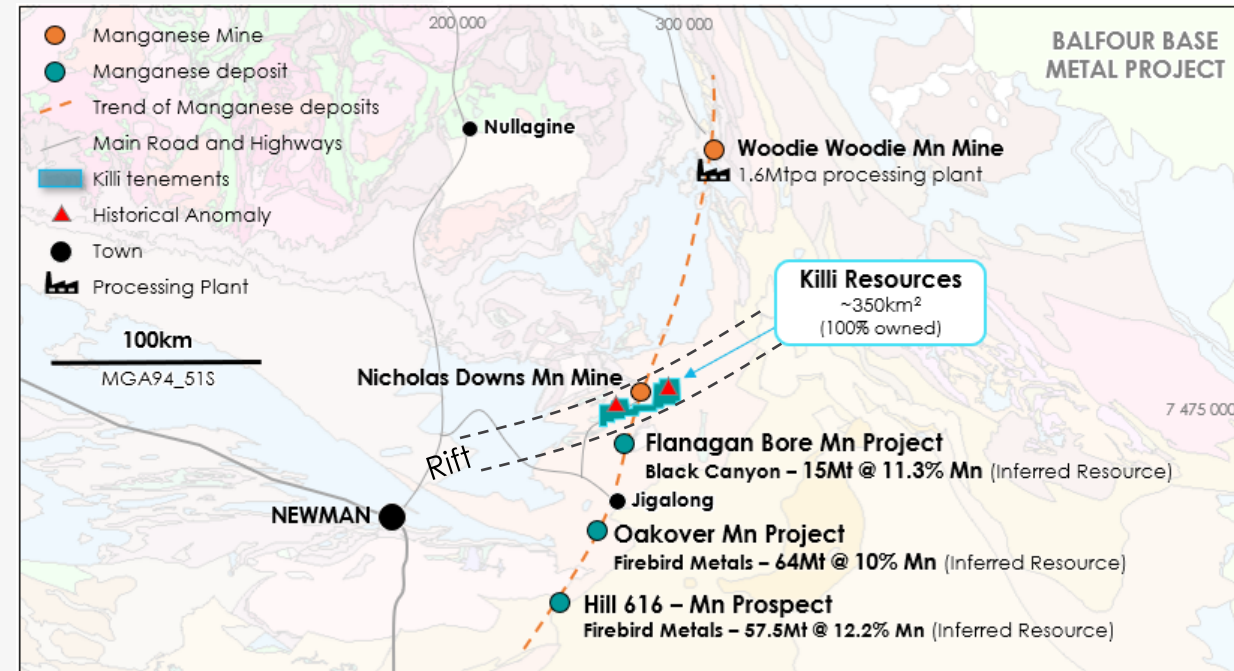 200 000
300 000
BALFOUR BASE
METAL PROJECT
Manganese Mine
Manganese deposit
Trend of Manganese deposits
Main Road and Highways
Killi tenements
Historical Anomaly
Town
Processing Plant
100km
MGA94_51S
Nullagine
Woodie Woodie Mn Mine
1.6Mtpa processing plant
Killi Resources
~350km²
(100% owned)
Nicholas Downs Mn Mine
7 475 000
Rift
Flanagan Bore Mn Project
Black Canyon – 15Mt @ 11.3% Mn (Inferred Resource)
Jigalong
NEWMAN
Oakover Mn Project
Firebird Metals – 64Mt @ 10% Mn (Inferred Resource)
Hill 616 – Mn Prospect
Firebird Metals – 57.5Mt @ 12.2% Mn (Inferred Resource)